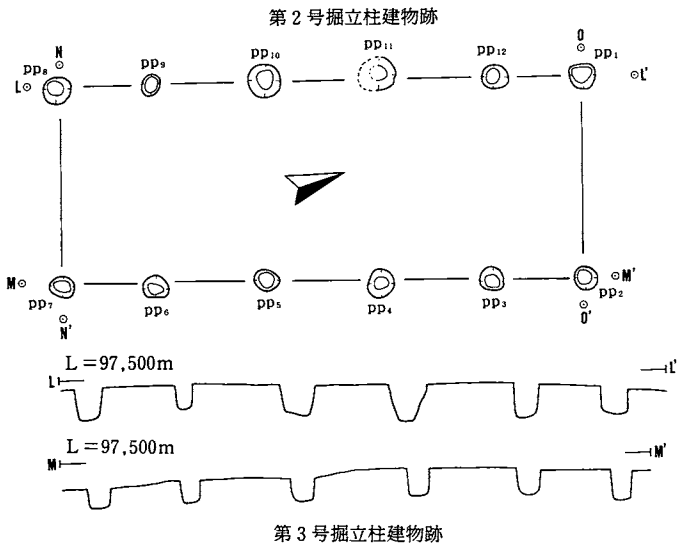 第2号掘立柱建物跡
N O
pp8 pp9 pp10 pp11 pp12 pp1
L L'
M M'
pp7 pp6 pp5 pp4 pp3 pp2
N' O'
L=97,500m
L L'
L=97,500m
M M'
第3号掘立柱建物跡